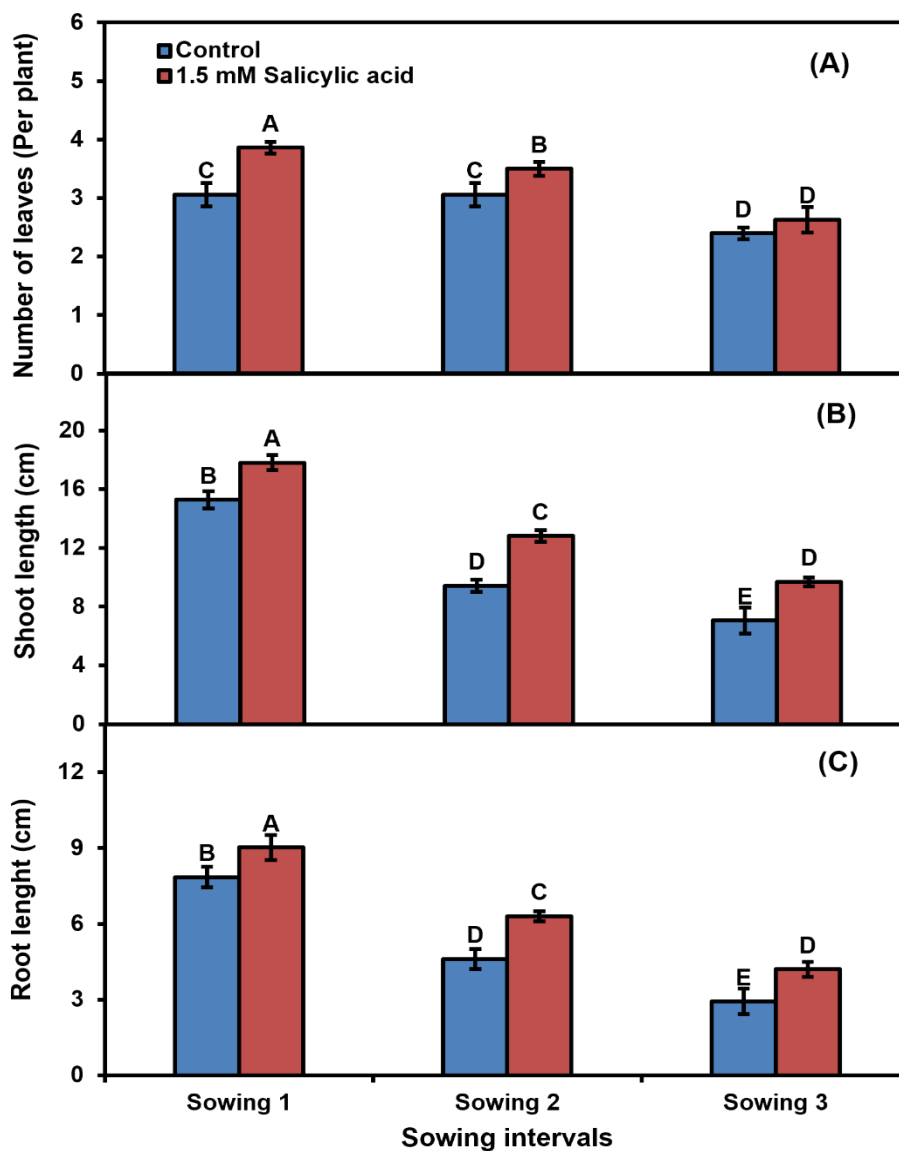 6
Control
1.5 mM Salicylic acid
(A)
5
A
4
B
C
C
3
D
D
2
1
0
Number of leaves (Per plant)
(B)
20
A
B
16
C
12
D
D
8
E
4
0
Shoot length (cm)
(C)
12
A
9
B
C
6
D
D
E
3
0
Root lenght (cm)
Sowing 1 Sowing 2 Sowing 3
Sowing intervals